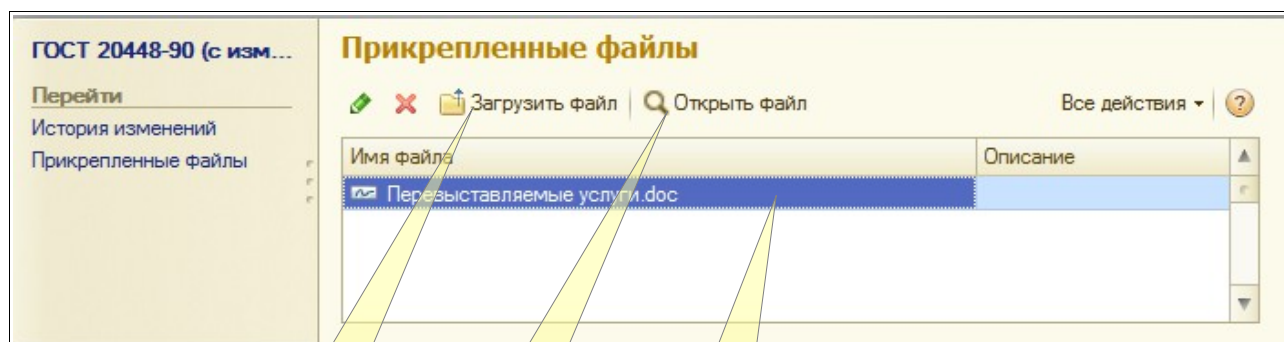 ГОСТ 20448-90 (с изм...
Перейти
История изменений
Прикрепленные файлы
Прикрепленные файлы
Загрузить файл Открыть файл Все действия ?
Имя файла Описание
Перевыставляемые услуги.doc